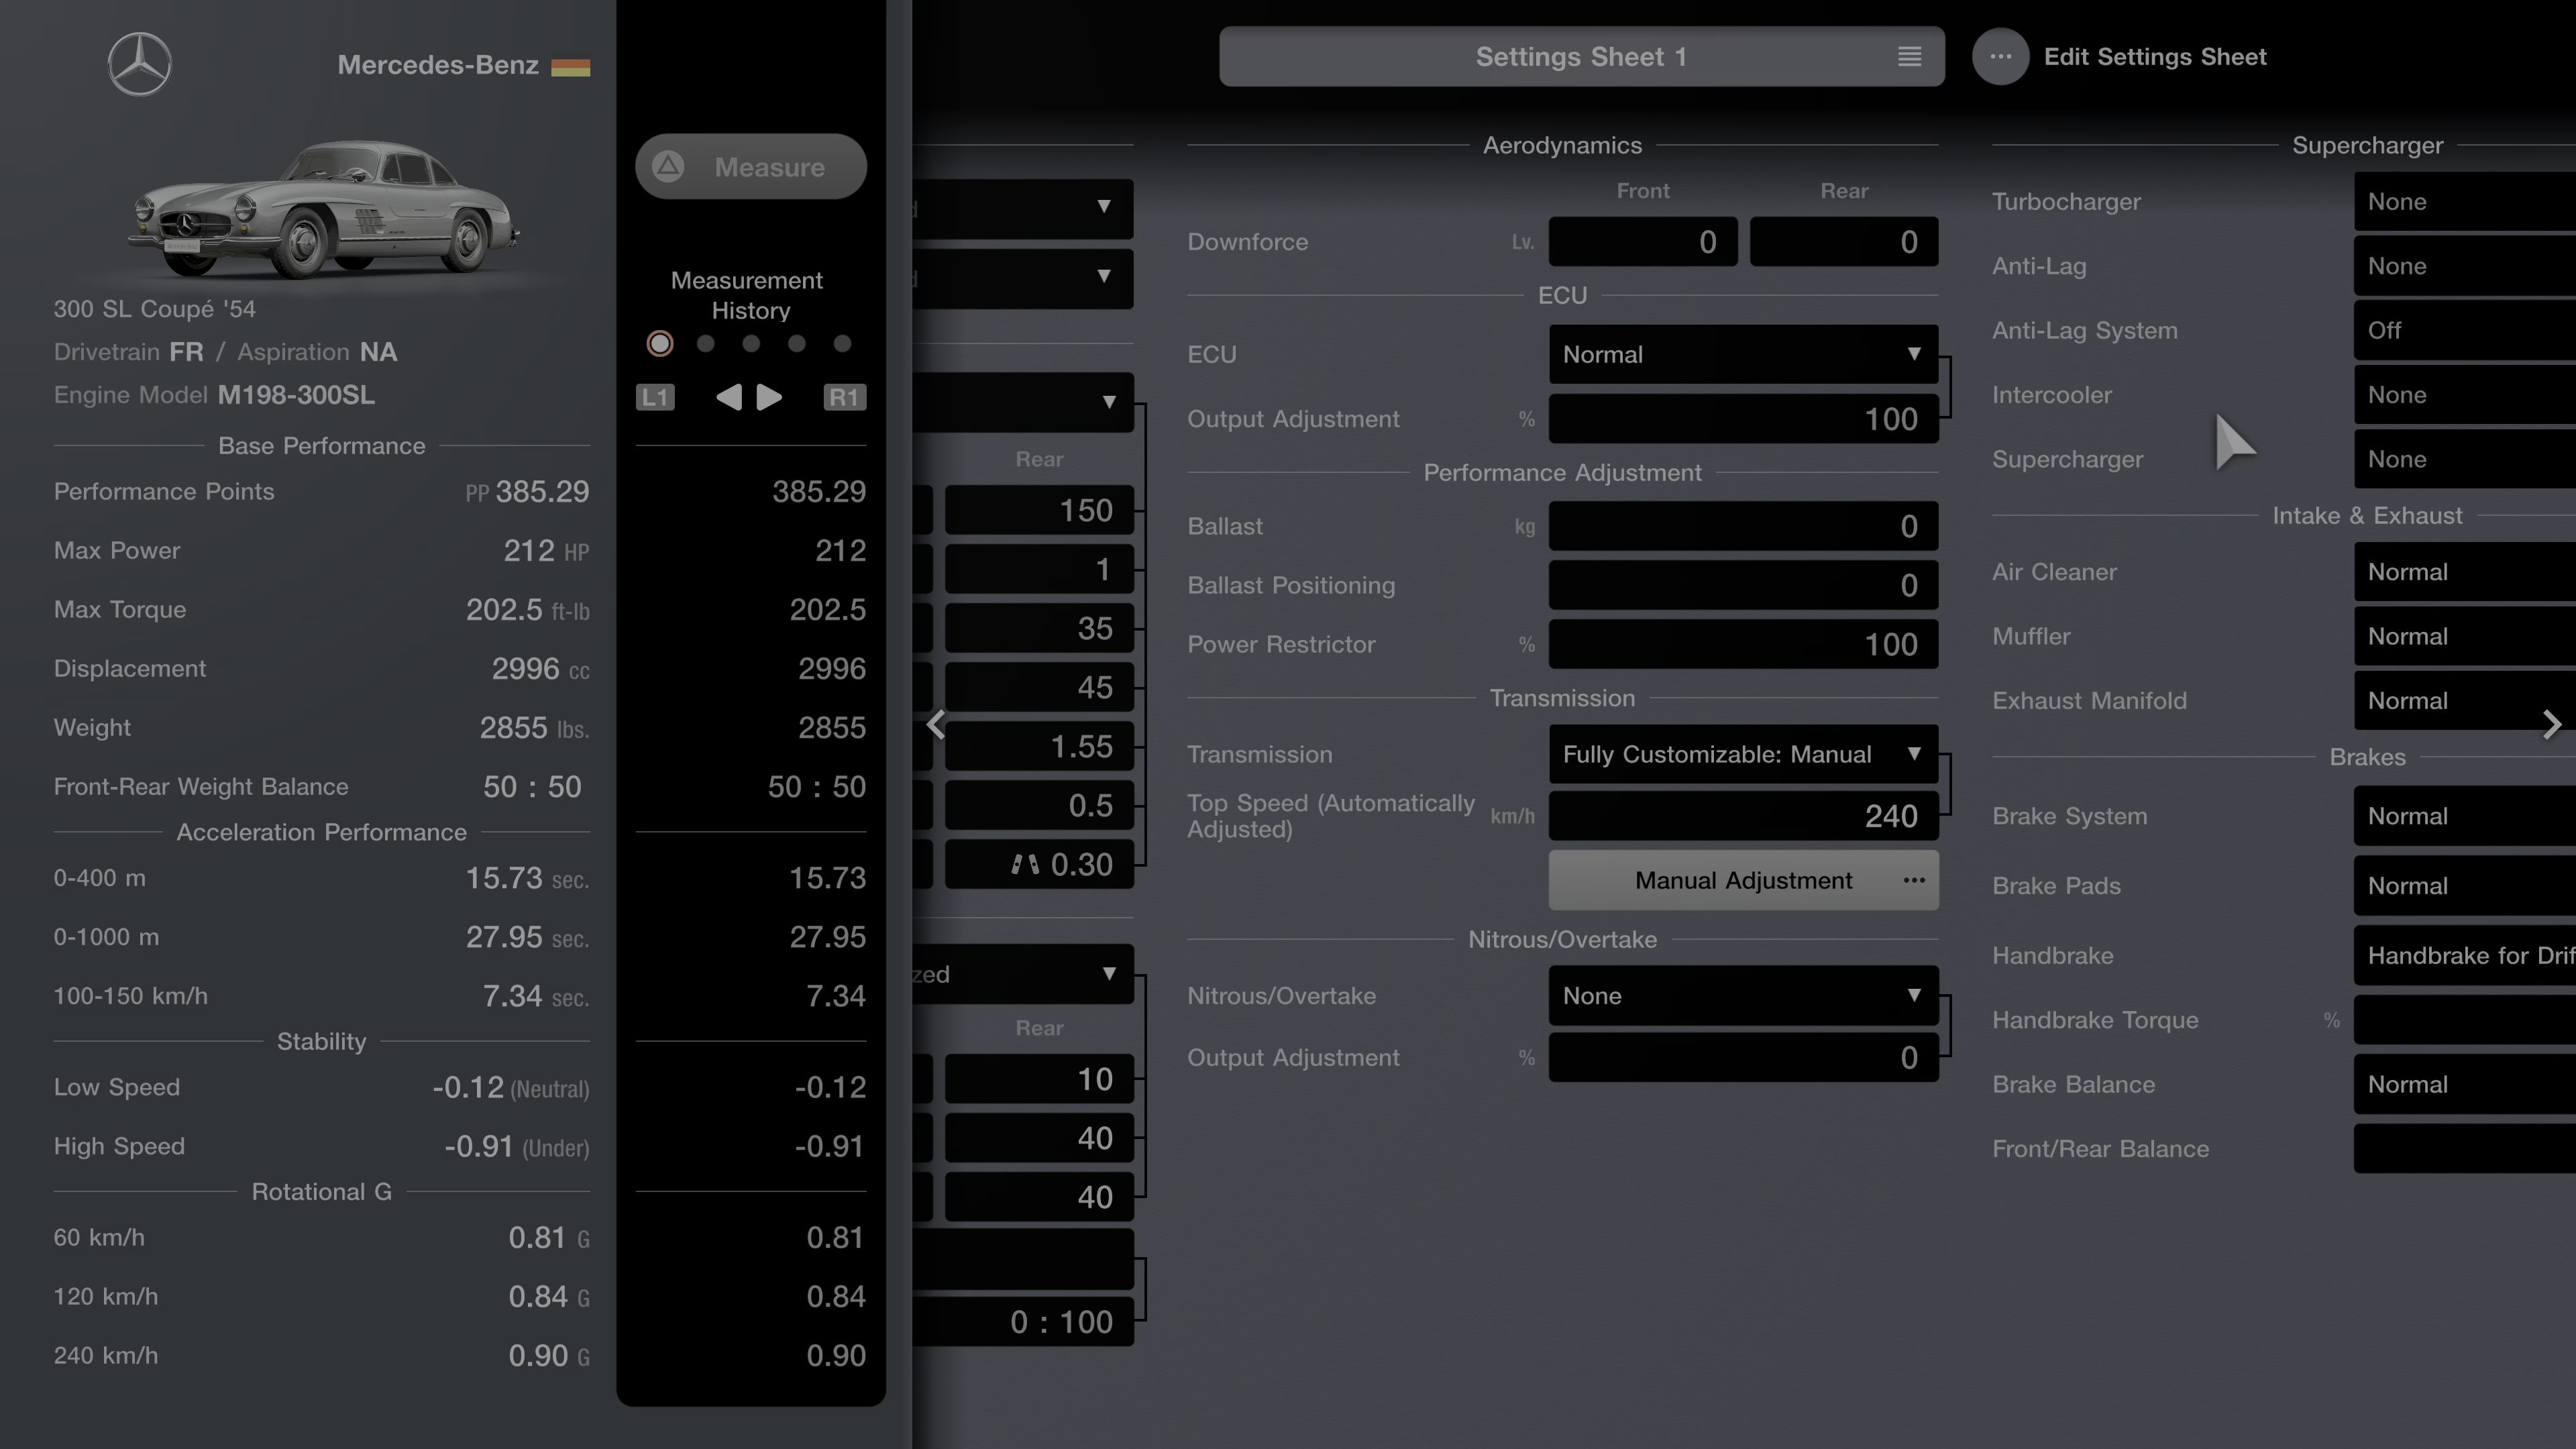 Mercedes-Benz
300 SL Coupé '54
Drivetrain FR / Aspiration NA
Engine Model M198-300SL
Base Performance
Performance Points PP 385.29
Max Power 212 HP
Max Torque 202.5 ft-lb
Displacement 2996 cc
Weight 2855 lbs.
Front-Rear Weight Balance 50 : 50
Acceleration Performance
0-400 m 15.73 sec.
0-1000 m 27.95 sec.
100-150 km/h 7.34 sec.
Stability
Low Speed -0.12 (Neutral)
High Speed -0.91 (Under)
Rotational G
60 km/h 0.81 G
120 km/h 0.84 G
240 km/h 0.90 G
Measure
Measurement
History
L1 R1
385.29
212
202.5
2996
2855
50 : 50
15.73
27.95
7.34
-0.12
-0.91
0.81
0.84
0.90
Rear
150
1
35
45
1.55
0.5
0.30
zed
Rear
10
40
40
0 : 100
Settings Sheet 1
Edit Settings Sheet
Aerodynamics
Front Rear
Downforce Lv. 0 0
ECU
ECU Normal
Output Adjustment % 100
Performance Adjustment
Ballast kg 0
Ballast Positioning 0
Power Restrictor % 100
Transmission
Transmission Fully Customizable: Manual
Top Speed (Automatically
Adjusted) km/h 240
Manual Adjustment
Nitrous/Overtake
Nitrous/Overtake None
Output Adjustment % 0
Supercharger
Turbocharger None
Anti-Lag None
Anti-Lag System Off
Intercooler None
Supercharger None
Intake & Exhaust
Air Cleaner Normal
Muffler Normal
Exhaust Manifold Normal
Brakes
Brake System Normal
Brake Pads Normal
Handbrake Handbrake for Drif
Handbrake Torque %
Brake Balance Normal
Front/Rear Balance